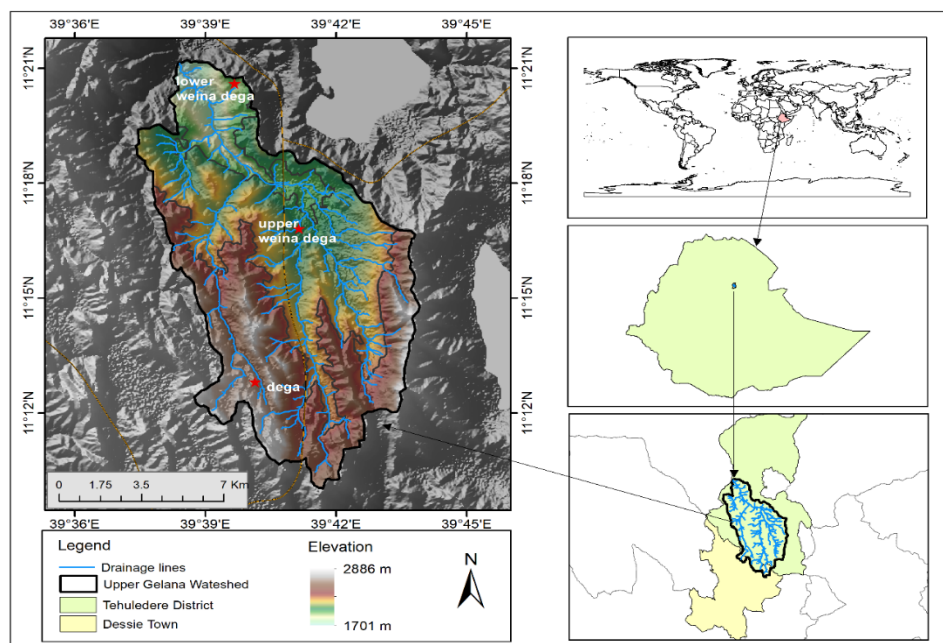 39°36'E 39°39'E 39°42'E 39°45'E
11°21'N
11°18'N
11°15'N
11°12'N
11°21'N
11°18'N
11°15'N
11°12'N
lower
weina dega
upper
weina dega
dega
0 1.75 3.5 7 Km
39°36'E 39°39'E 39°42'E 39°45'E
Legend
Drainage lines
Upper Gelana Wateshed
Tehuledere District
Dessie Town
Elevation
2886 m
1701 m
N